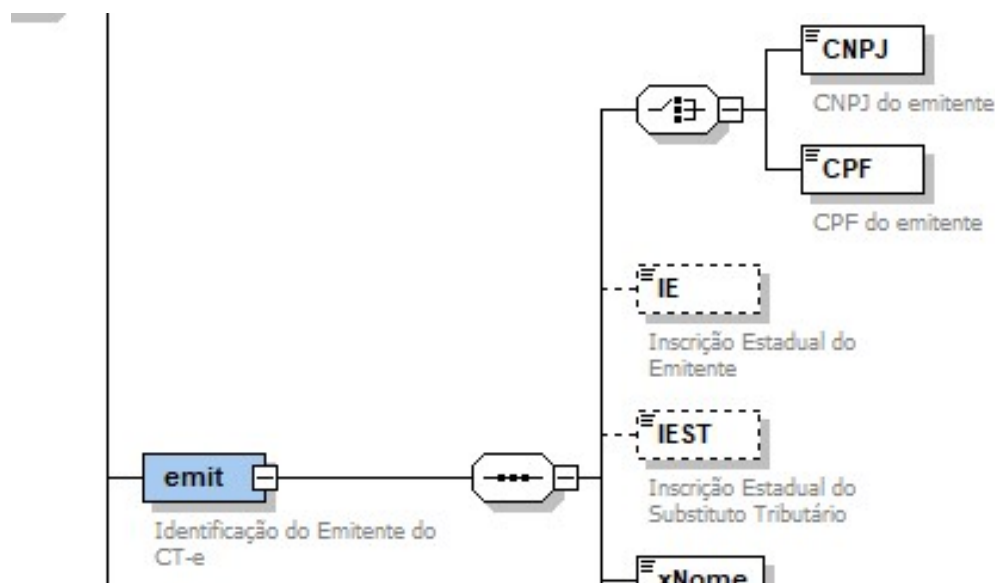 CNPJ
CNPJ do emitente
CPF
CPF do emitente
IE
Inscrição Estadual do
Emitente
IEST
Inscrição Estadual do
Substituto Tributário
emit
Identificação do Emitente do
CT-e
xNome